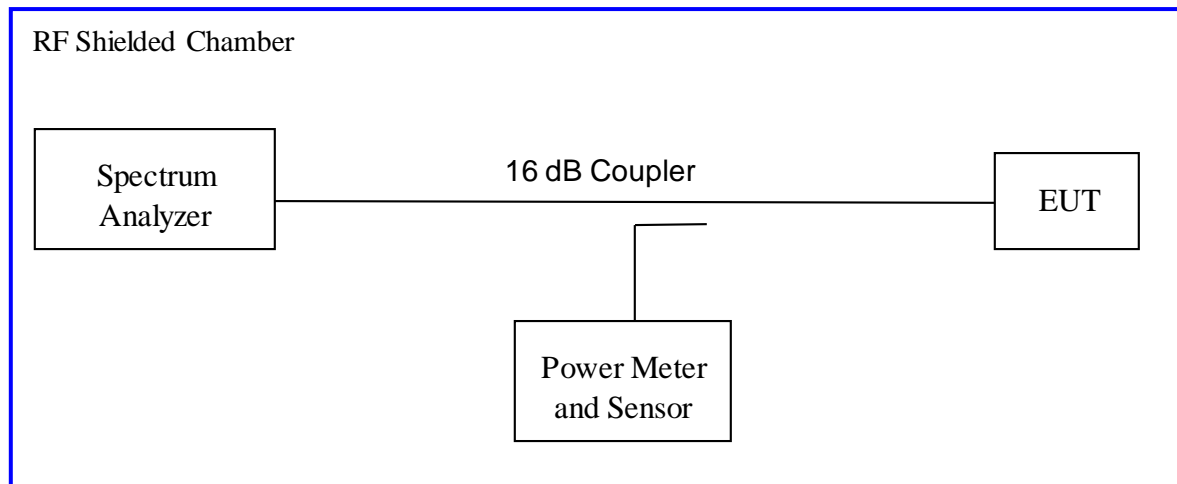 RF Shielded Chamber
Spectrum
Analyzer
16 dB Coupler
EUT
Power Meter
and Sensor